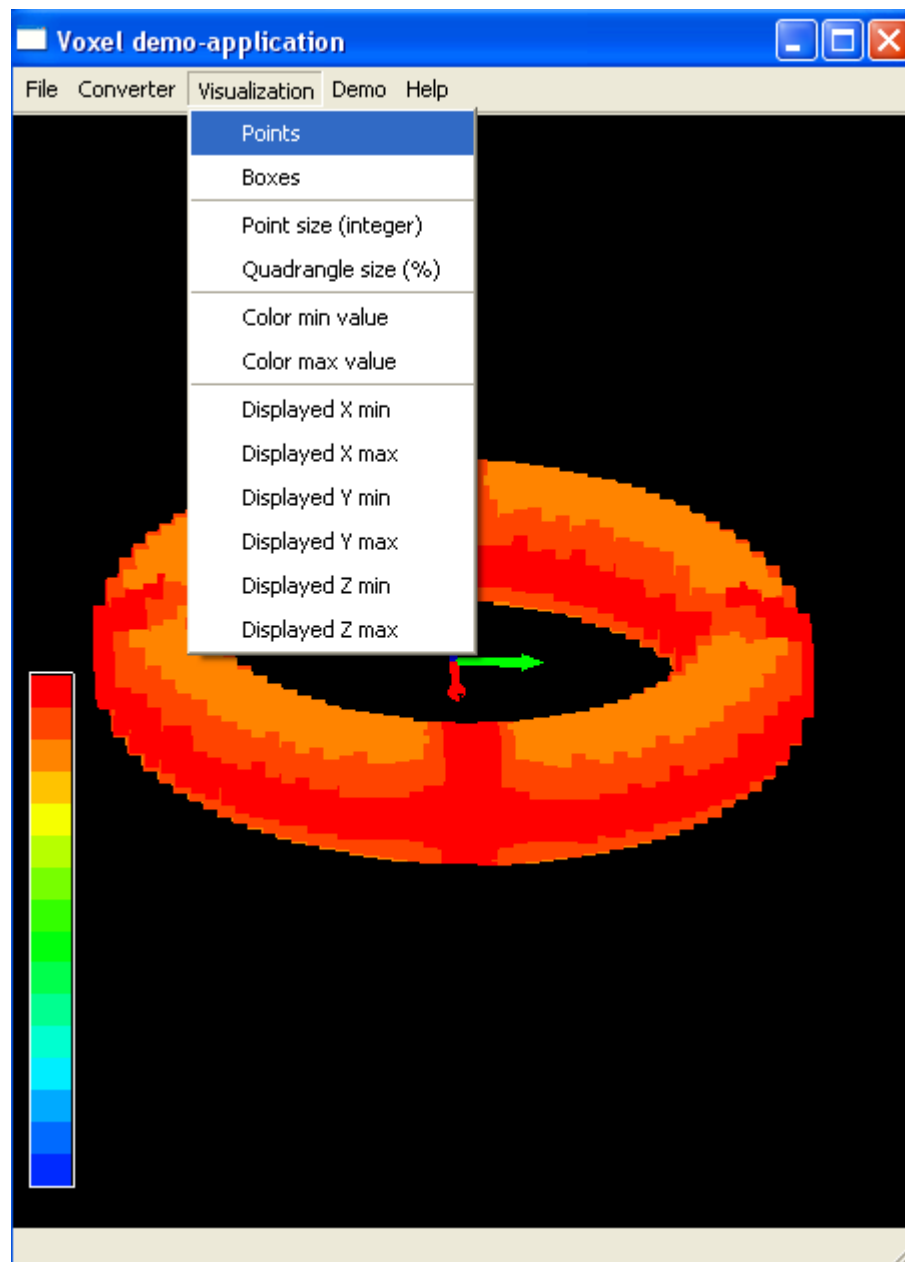 Voxel demo-application
File Converter Visualization Demo Help
Points
Boxes
Point size (integer)
Quadrangle size (%)
Color min value
Color max value
Displayed X min
Displayed X max
Displayed Y min
Displayed Y max
Displayed Z min
Displayed Z max